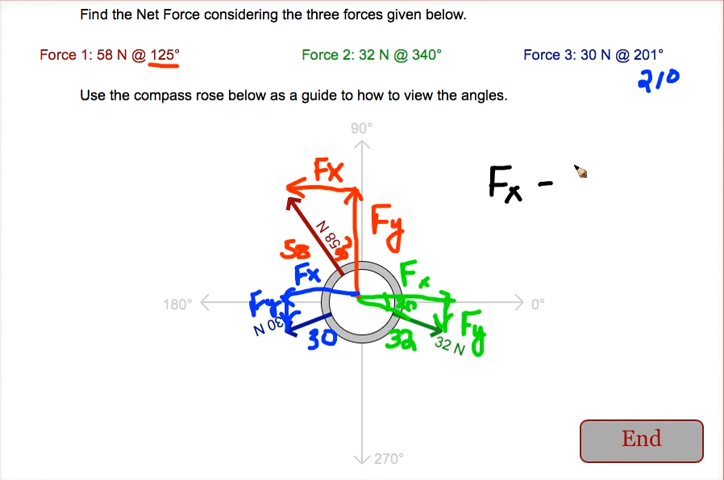 Find the Net Force considering the three forces given below.
Force 1: 58 N @ 125° Force 2: 32 N @ 340° Force 3: 30 N @ 201°
210
Use the compass rose below as a guide to how to view the angles.
90°
Fx
Fx -
58 N
Fy
58
Fx
Fx
180°
0°
Fy
30 N
30
32
32 N
Fy
End
270°